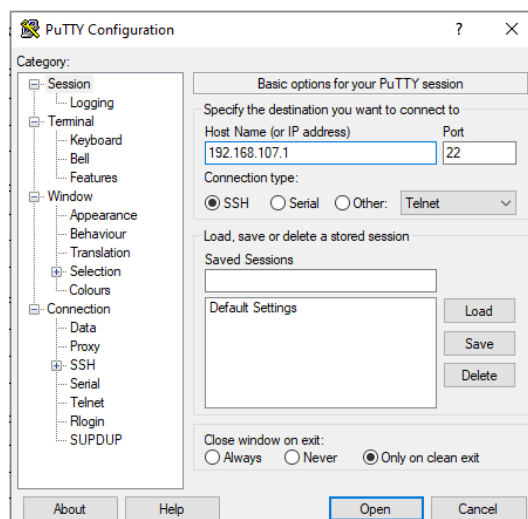 PuTTY Configuration ? X
Category:
Session
Logging
Terminal
Keyboard
Bell
Features
Window
Appearance
Behaviour
Translation
Selection
Colours
Connection
Data
Proxy
SSH
Serial
Telnet
Rlogin
SUPDUP
Basic options for your PuTTY session
Specify the destination you want to connect to
Host Name (or IP address) Port
192.168.107.1 22
Connection type:
SSH Serial Other: Telnet
Load, save or delete a stored session
Saved Sessions
Default Settings
Load
Save
Delete
Close window on exit:
Always Never Only on clean exit
About Help Open Cancel